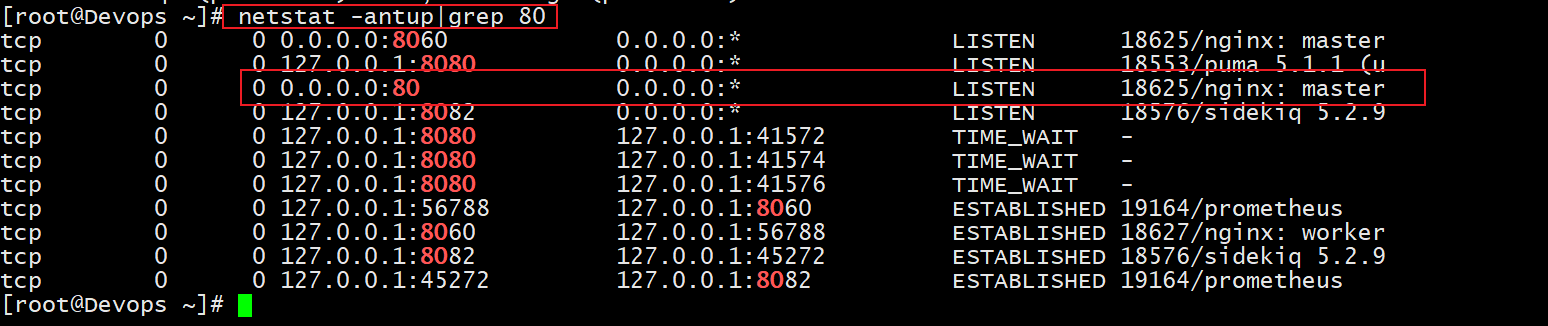 [root@Devops ~]# netstat -antup|grep 80
tcp        0      0 0.0.0.0:8060            0.0.0.0:*               LISTEN      18625/nginx: master
tcp        0      0 127.0.0.1:8080          0.0.0.0:*               LISTEN      18553/puma 5.1.1 (u
tcp        0      0 0.0.0.0:80              0.0.0.0:*               LISTEN      18625/nginx: master
tcp        0      0 127.0.0.1:8082          0.0.0.0:*               LISTEN      18576/sidekiq 5.2.9
tcp        0      0 127.0.0.1:8080          127.0.0.1:41572         TIME_WAIT   -
tcp        0      0 127.0.0.1:8080          127.0.0.1:41574         TIME_WAIT   -
tcp        0      0 127.0.0.1:8080          127.0.0.1:41576         TIME_WAIT   -
tcp        0      0 127.0.0.1:56788         127.0.0.1:8060          ESTABLISHED 19164/prometheus
tcp        0      0 127.0.0.1:8060          127.0.0.1:56788         ESTABLISHED 18627/nginx: worker
tcp        0      0 127.0.0.1:8082          127.0.0.1:45272         ESTABLISHED 18576/sidekiq 5.2.9
tcp        0      0 127.0.0.1:45272         127.0.0.1:8082          ESTABLISHED 19164/prometheus
[root@Devops ~]#